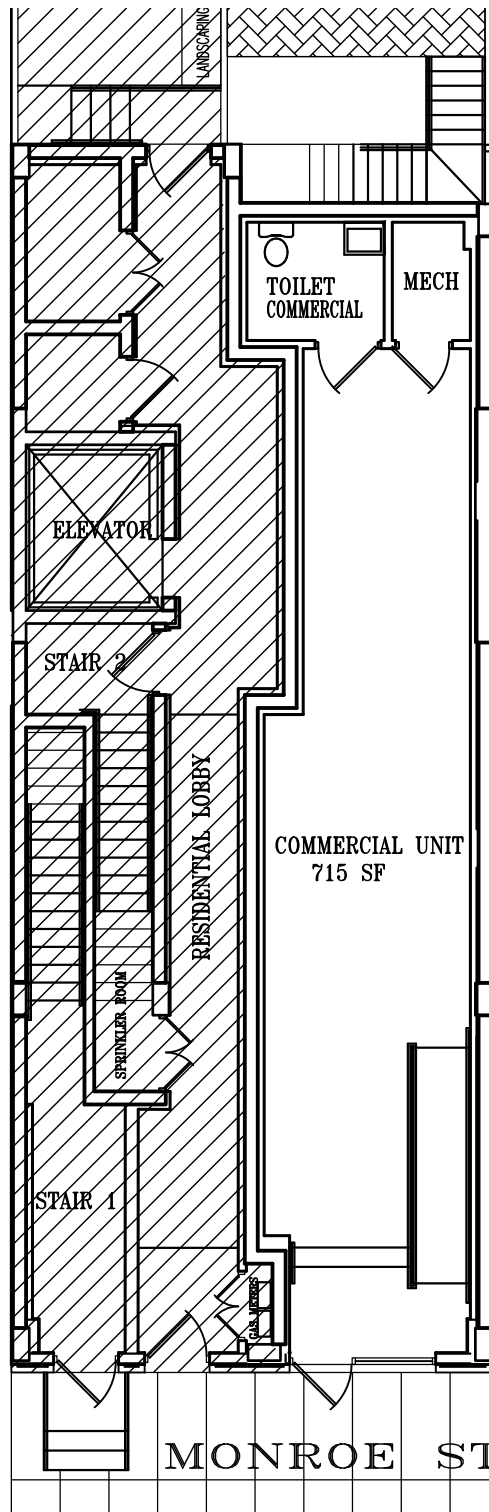 LANDSCAPING
TOILET
COMMERCIAL
MECH
ELEVATOR
STAIR 2
RESIDENTIAL LOBBY
COMMERCIAL UNIT
715 SF
SPRINKLER ROOM
STAIR 1
GAS METERS
MONROE ST